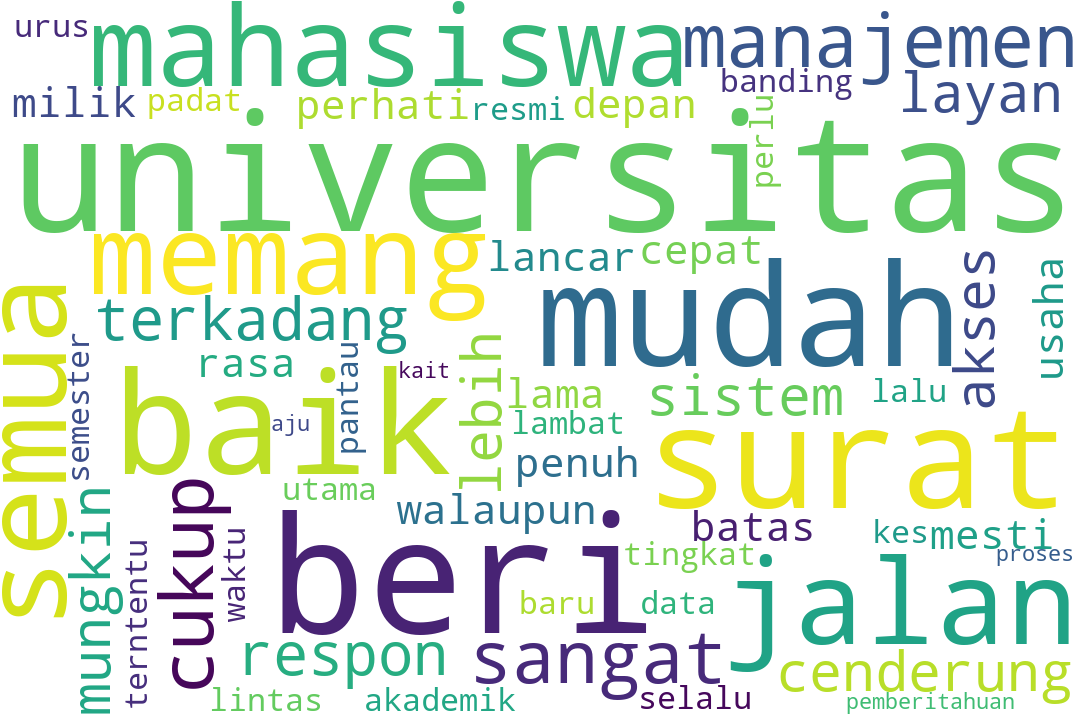 urus
mahasiswa
manajemen
milik
padat
perhati
resmi
depan
banding
layan
universitas
perlu
memang
lancar
cepat
mudah
akses
usaha
semua
terkadang
semester
rasa
baik
aju
pantau
kait
lebih
lama
lambat
sistem
lalu
surat
penuh
utama
walaupun
batas
kes
mesti
mungkin
terntentu
cukup
waktu
beri
tingkat
proses
baru
data
jalan
respon
sangat
cenderung
lintas
akademik
selalu
pemberitahuan